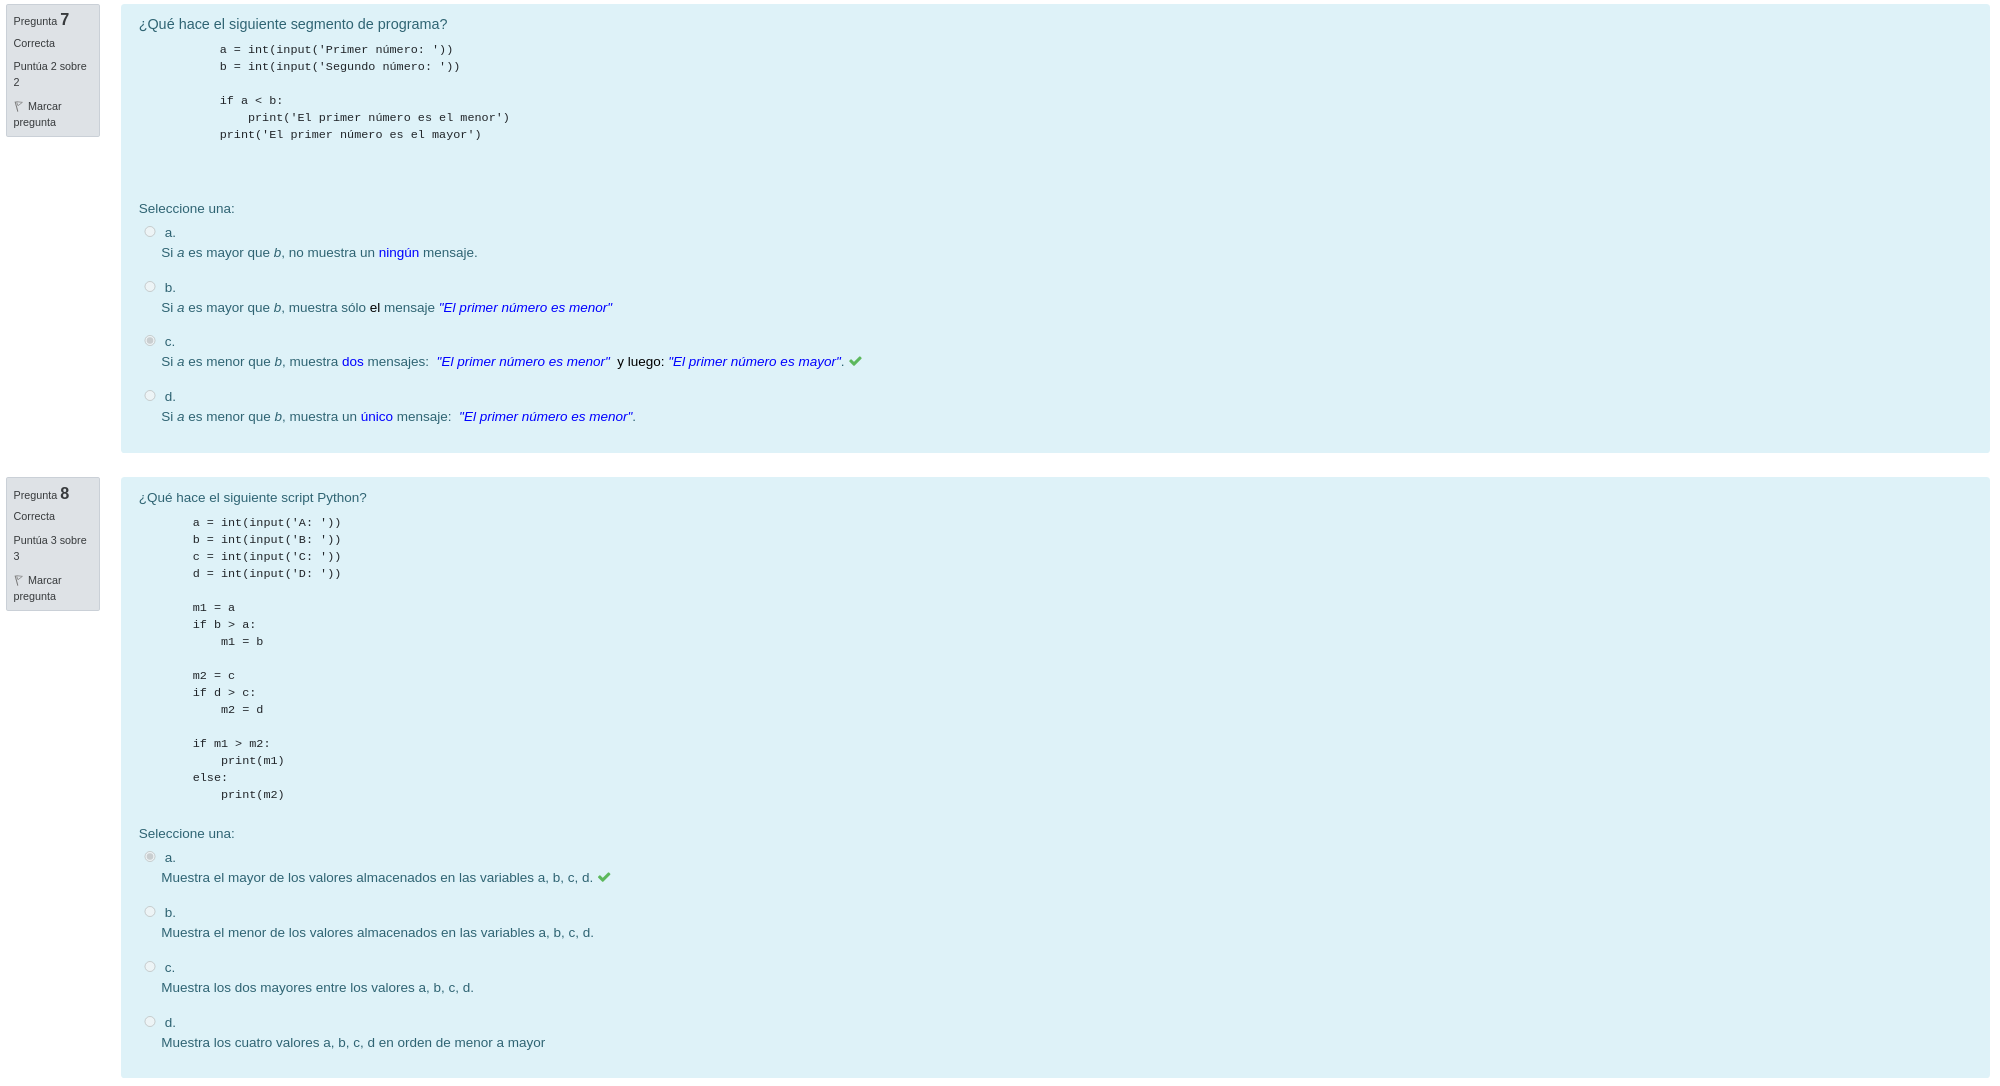 Pregunta 7
Correcta
Puntúa 2 sobre
2
Marcar
pregunta
¿Qué hace el siguiente segmento de programa?
a = int(input('Primer número: '))
b = int(input('Segundo número: '))
if a < b:
    print('El primer número es el menor')
print('El primer número es el mayor')
Seleccione una:
a.
Si a es mayor que b, no muestra un ningún mensaje.
b.
Si a es mayor que b, muestra sólo el mensaje "El primer número es menor"
c.
Si a es menor que b, muestra dos mensajes:  "El primer número es menor"  y luego: "El primer número es mayor".
d.
Si a es menor que b, muestra un único mensaje:  "El primer número es menor".
Pregunta 8
Correcta
Puntúa 3 sobre
3
Marcar
pregunta
¿Qué hace el siguiente script Python?
a = int(input('A: '))
b = int(input('B: '))
c = int(input('C: '))
d = int(input('D: '))
m1 = a
if b > a:
    m1 = b
m2 = c
if d > c:
    m2 = d
if m1 > m2:
    print(m1)
else:
    print(m2)
Seleccione una:
a.
Muestra el mayor de los valores almacenados en las variables a, b, c, d.
b.
Muestra el menor de los valores almacenados en las variables a, b, c, d.
c.
Muestra los dos mayores entre los valores a, b, c, d.
d.
Muestra los cuatro valores a, b, c, d en orden de menor a mayor